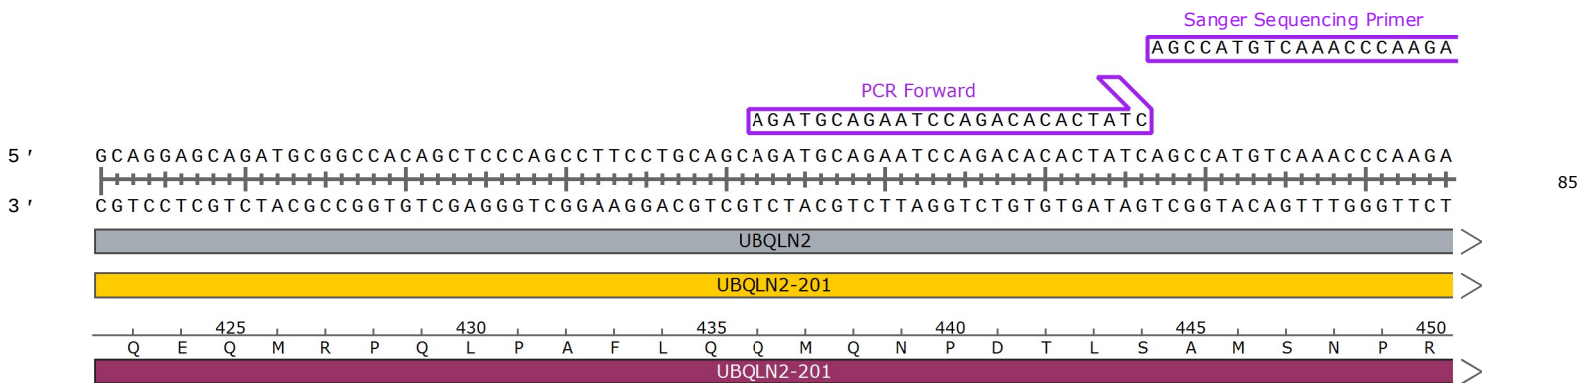 Sanger Sequencing Primer
AGCCATGTCAAACCCAAGA
PCR Forward
AGATGCAGAATCCAGACACACTATC
5 ′ GCAGGAGCAGATGCGGCCACAGCTCCCAGCCTTCCTGCAGCAGATGCAGAATCCAGACACACTATCAGCCATGTCAAACCCAAGA
85
3 ′ CGTCCTCGTCTACGCCGGTGTCGAGGGTCGGAAGGACGTCGTCTACGTCTTAGGTCTGTGTGATAGTCGGTACAGTTTGGGTTCT
UBQLN2
UBQLN2-201
425 430 435 440 445 450
Q E Q M R P Q L P A F L Q Q M Q N P D T L S A M S N P R
UBQLN2-201